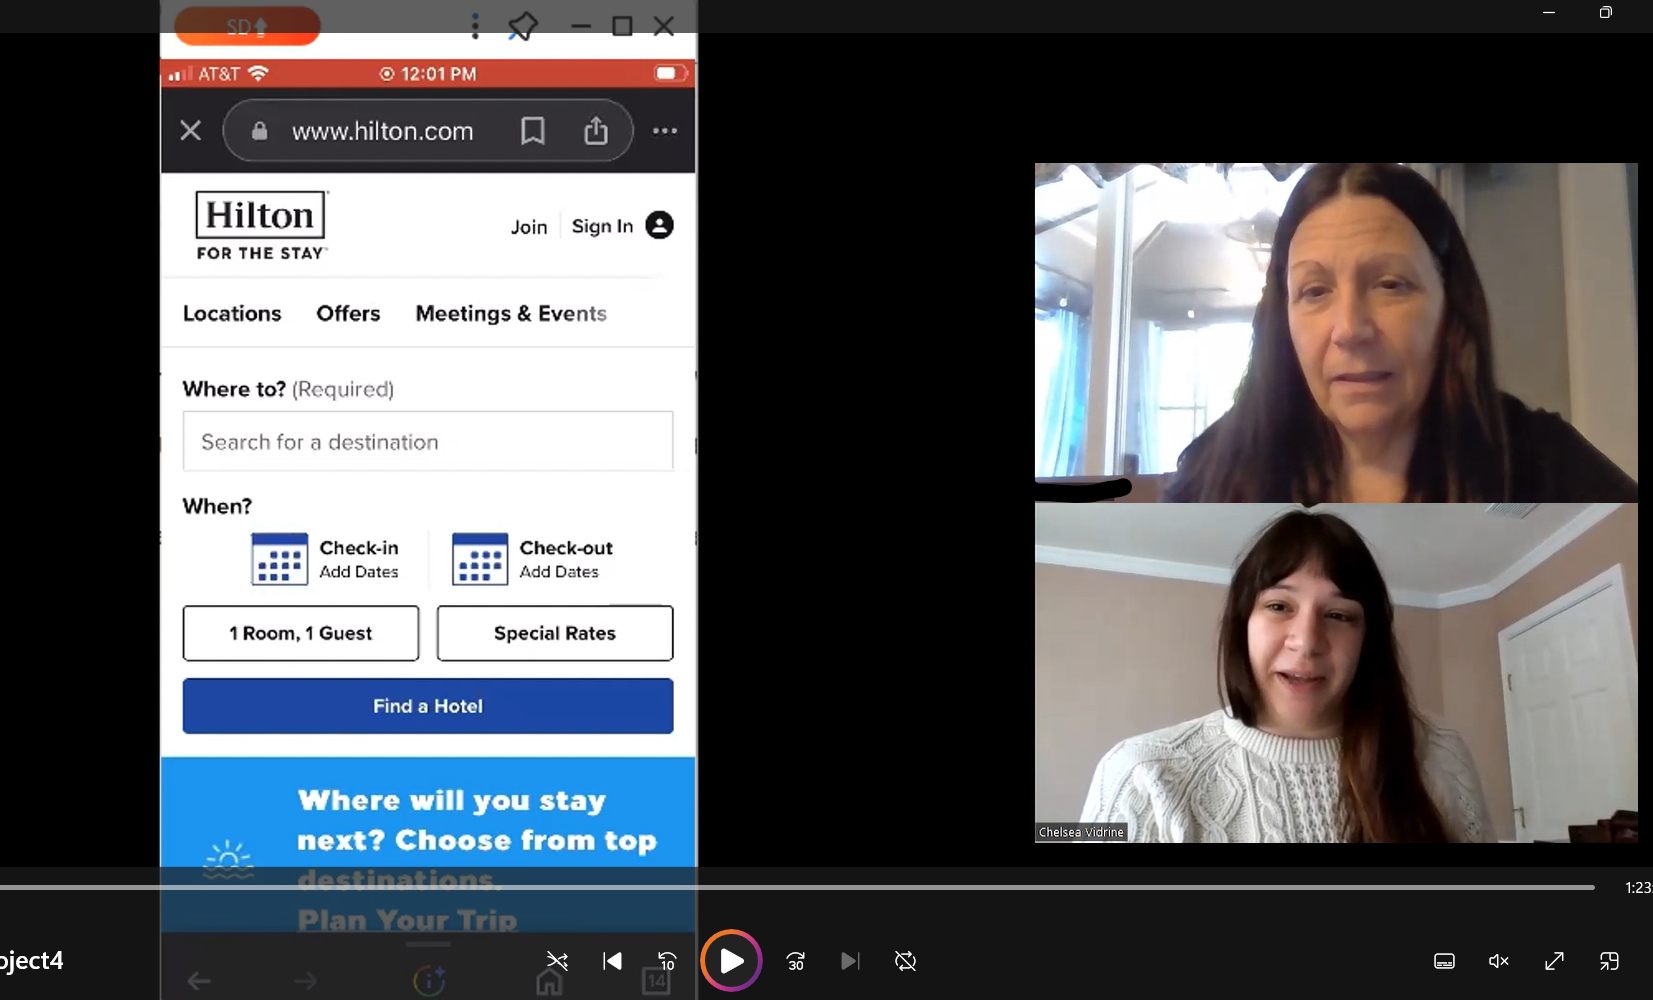 SD
AT&T 12:01 PM
www.hilton.com
Hilton
FOR THE STAY
Join Sign In
Locations Offers Meetings & Events
Where to? (Required)
Search for a destination
When?
Check-in
Add Dates
Check-out
Add Dates
1 Room, 1 Guest
Special Rates
Find a Hotel
Where will you stay
next? Choose from top
destinations.
Plan Your Trip
14
Chelsea Vidrine
1:23
oject4
10
30